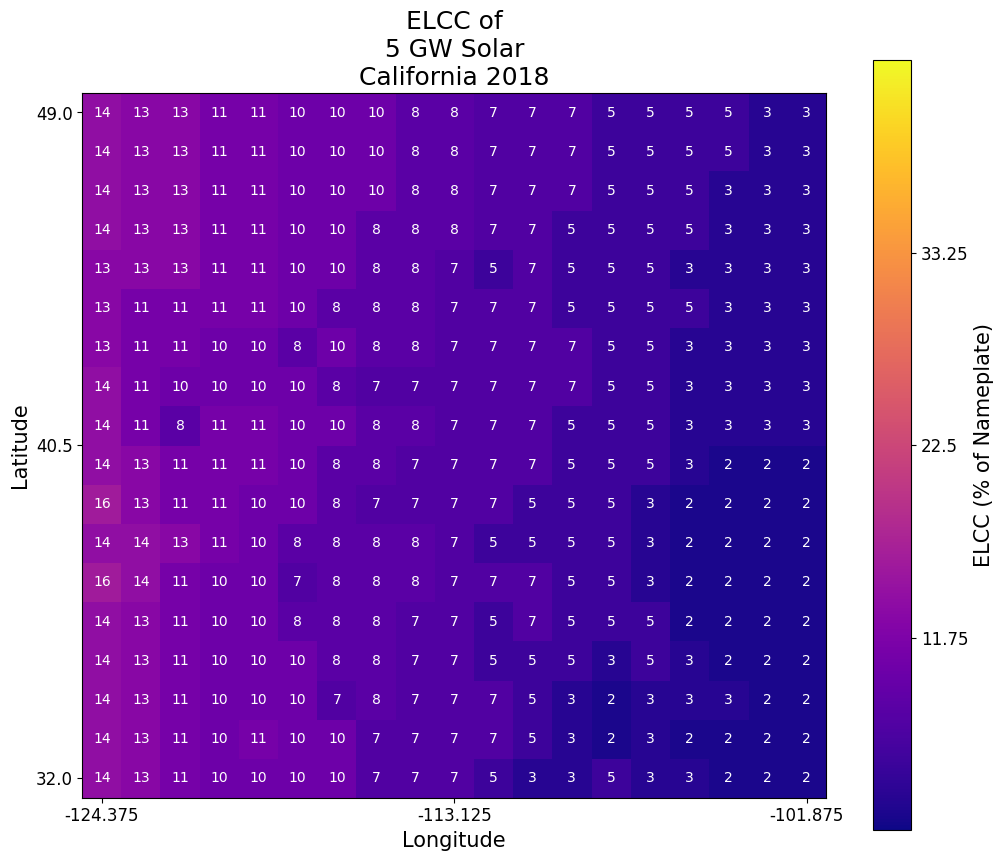 ELCC of
5 GW Solar
California 2018
49.0 14 13 13 11 11 10 10 10 8 8 7 7 7 5 5 5 5 3 3
14 13 13 11 11 10 10 10 8 8 7 7 7 5 5 5 5 3 3
14 13 13 11 11 10 10 10 8 8 7 7 7 5 5 5 3 3 3
14 13 13 11 11 10 10 8 8 8 7 7 5 5 5 5 3 3 3
13 13 13 11 11 10 10 8 8 7 5 7 5 5 5 3 3 3 3
13 11 11 11 11 10 8 8 8 7 7 7 5 5 5 5 3 3 3
13 11 11 10 10 8 10 8 8 7 7 7 7 5 5 3 3 3 3
14 11 10 10 10 10 8 7 7 7 7 7 7 5 5 3 3 3 3
14 11 8 11 11 10 10 8 8 7 7 7 5 5 5 3 3 3 3
40.5
14 13 11 11 11 10 8 8 7 7 7 7 5 5 5 3 2 2 2
16 13 11 11 10 10 8 7 7 7 7 5 5 5 3 2 2 2 2
14 14 13 11 10 8 8 8 8 7 5 5 5 5 3 2 2 2 2
16 14 11 10 10 7 8 8 8 7 7 7 5 5 3 2 2 2 2
14 13 11 10 10 8 8 8 7 7 5 7 5 5 5 2 2 2 2
14 13 11 10 10 10 8 8 7 7 5 5 5 3 5 3 2 2 2
14 13 11 10 10 10 7 8 7 7 7 5 3 2 3 3 3 2 2
14 13 11 10 11 10 10 7 7 7 7 5 3 2 3 2 2 2 2
32.0 14 13 11 10 10 10 10 7 7 7 5 3 3 5 3 3 2 2 2
-124.375 -113.125 -101.875
Longitude
Latitude
33.25
22.5
11.75
ELCC (% of Nameplate)